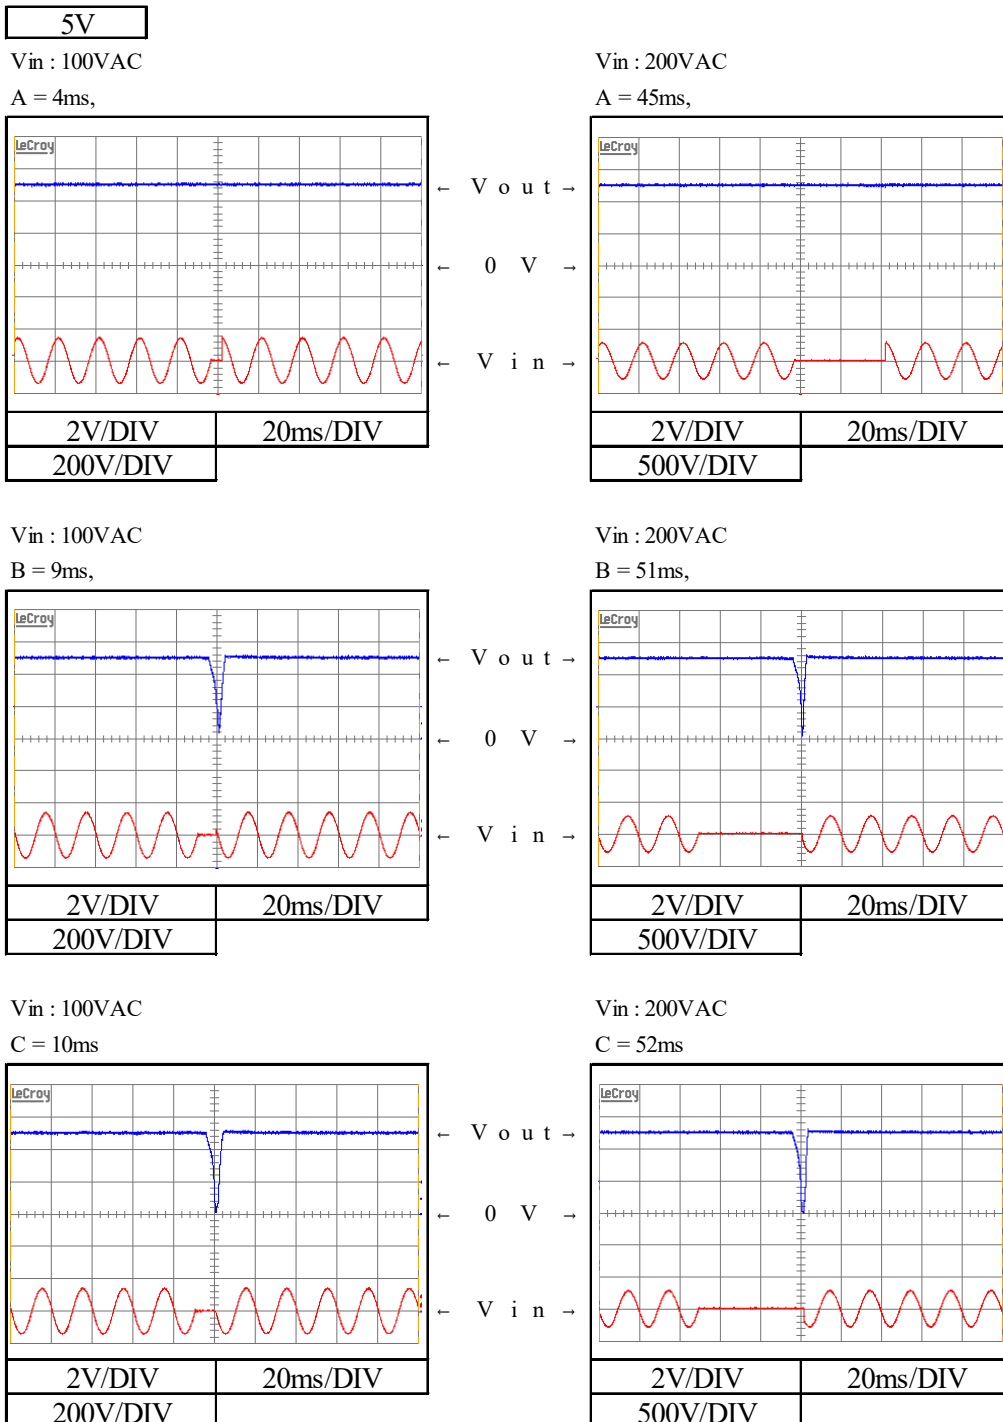 5V
Vin : 100VAC Vin : 200VAC
A = 4ms, A = 45ms,
LeCroy LeCroy
← Vout →
← 0 V →
← Vin →
2V/DIV 20ms/DIV 2V/DIV 20ms/DIV
200V/DIV 500V/DIV
Vin : 100VAC Vin : 200VAC
B = 9ms, B = 51ms,
LeCroy LeCroy
← Vout →
← 0 V →
← Vin →
2V/DIV 20ms/DIV 2V/DIV 20ms/DIV
200V/DIV 500V/DIV
Vin : 100VAC Vin : 200VAC
C = 10ms C = 52ms
LeCroy LeCroy
← Vout →
← 0 V →
← Vin →
2V/DIV 20ms/DIV 2V/DIV 20ms/DIV
200V/DIV 500V/DIV